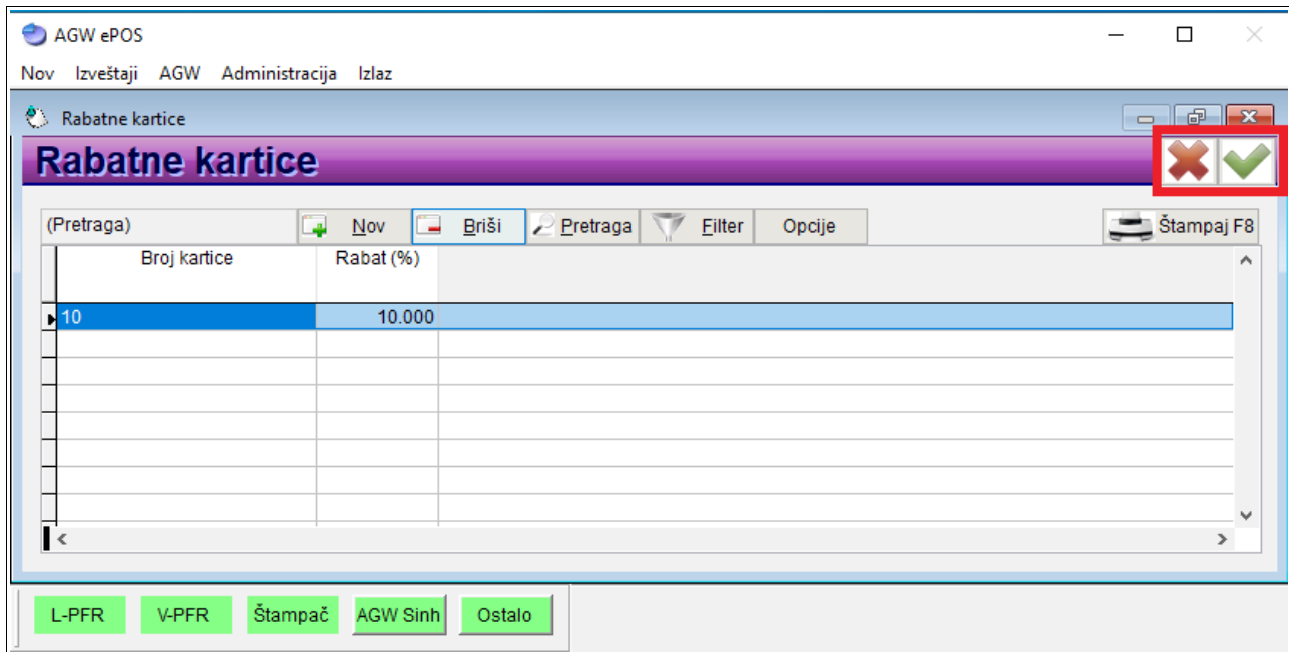 AGW ePOS
Nov Izveštaji AGW Administracija Izlaz
Rabatne kartice
Rabatne kartice
(Pretraga) Nov Briši Pretraga Filter Opcije Štampaj F8
Broj kartice Rabat (%)
10 10.000
L-PFR V-PFR Štampač AGW Sinh Ostalo